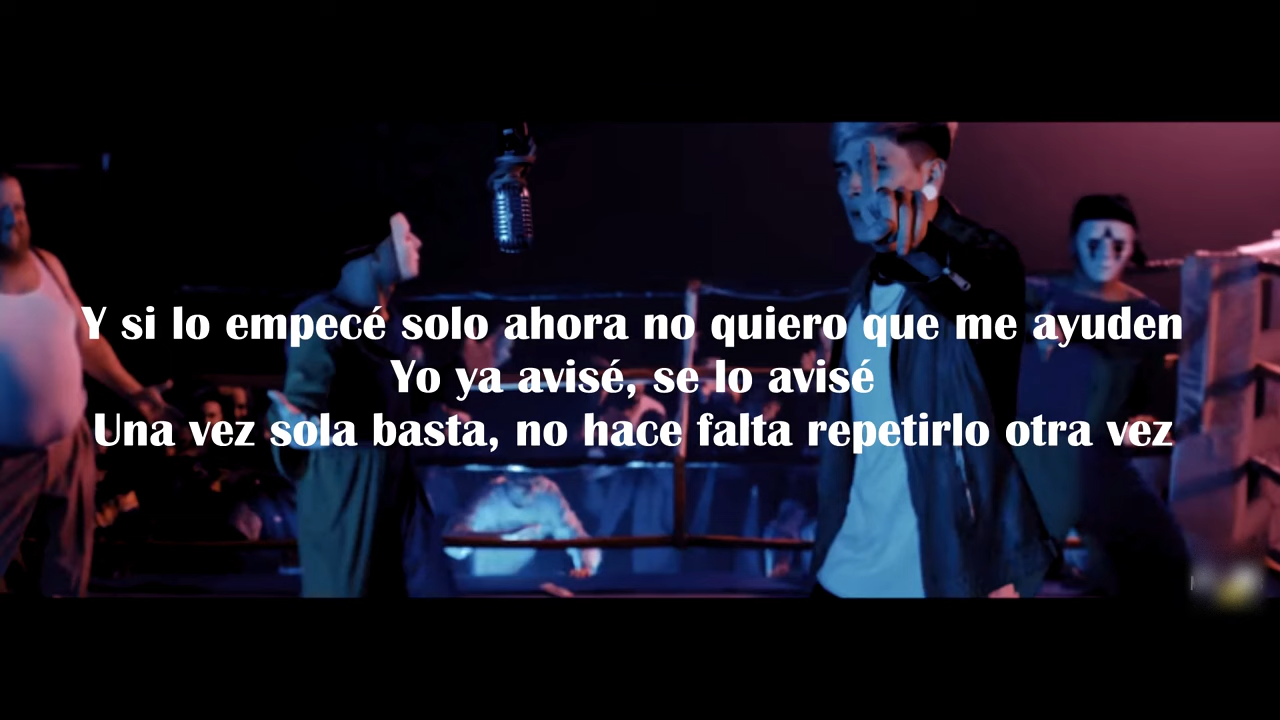 Y si lo empecé solo ahora no quiero que me ayuden
Yo ya avisé, se lo avisé
Una vez sola basta, no hace falta repetirlo otra vez